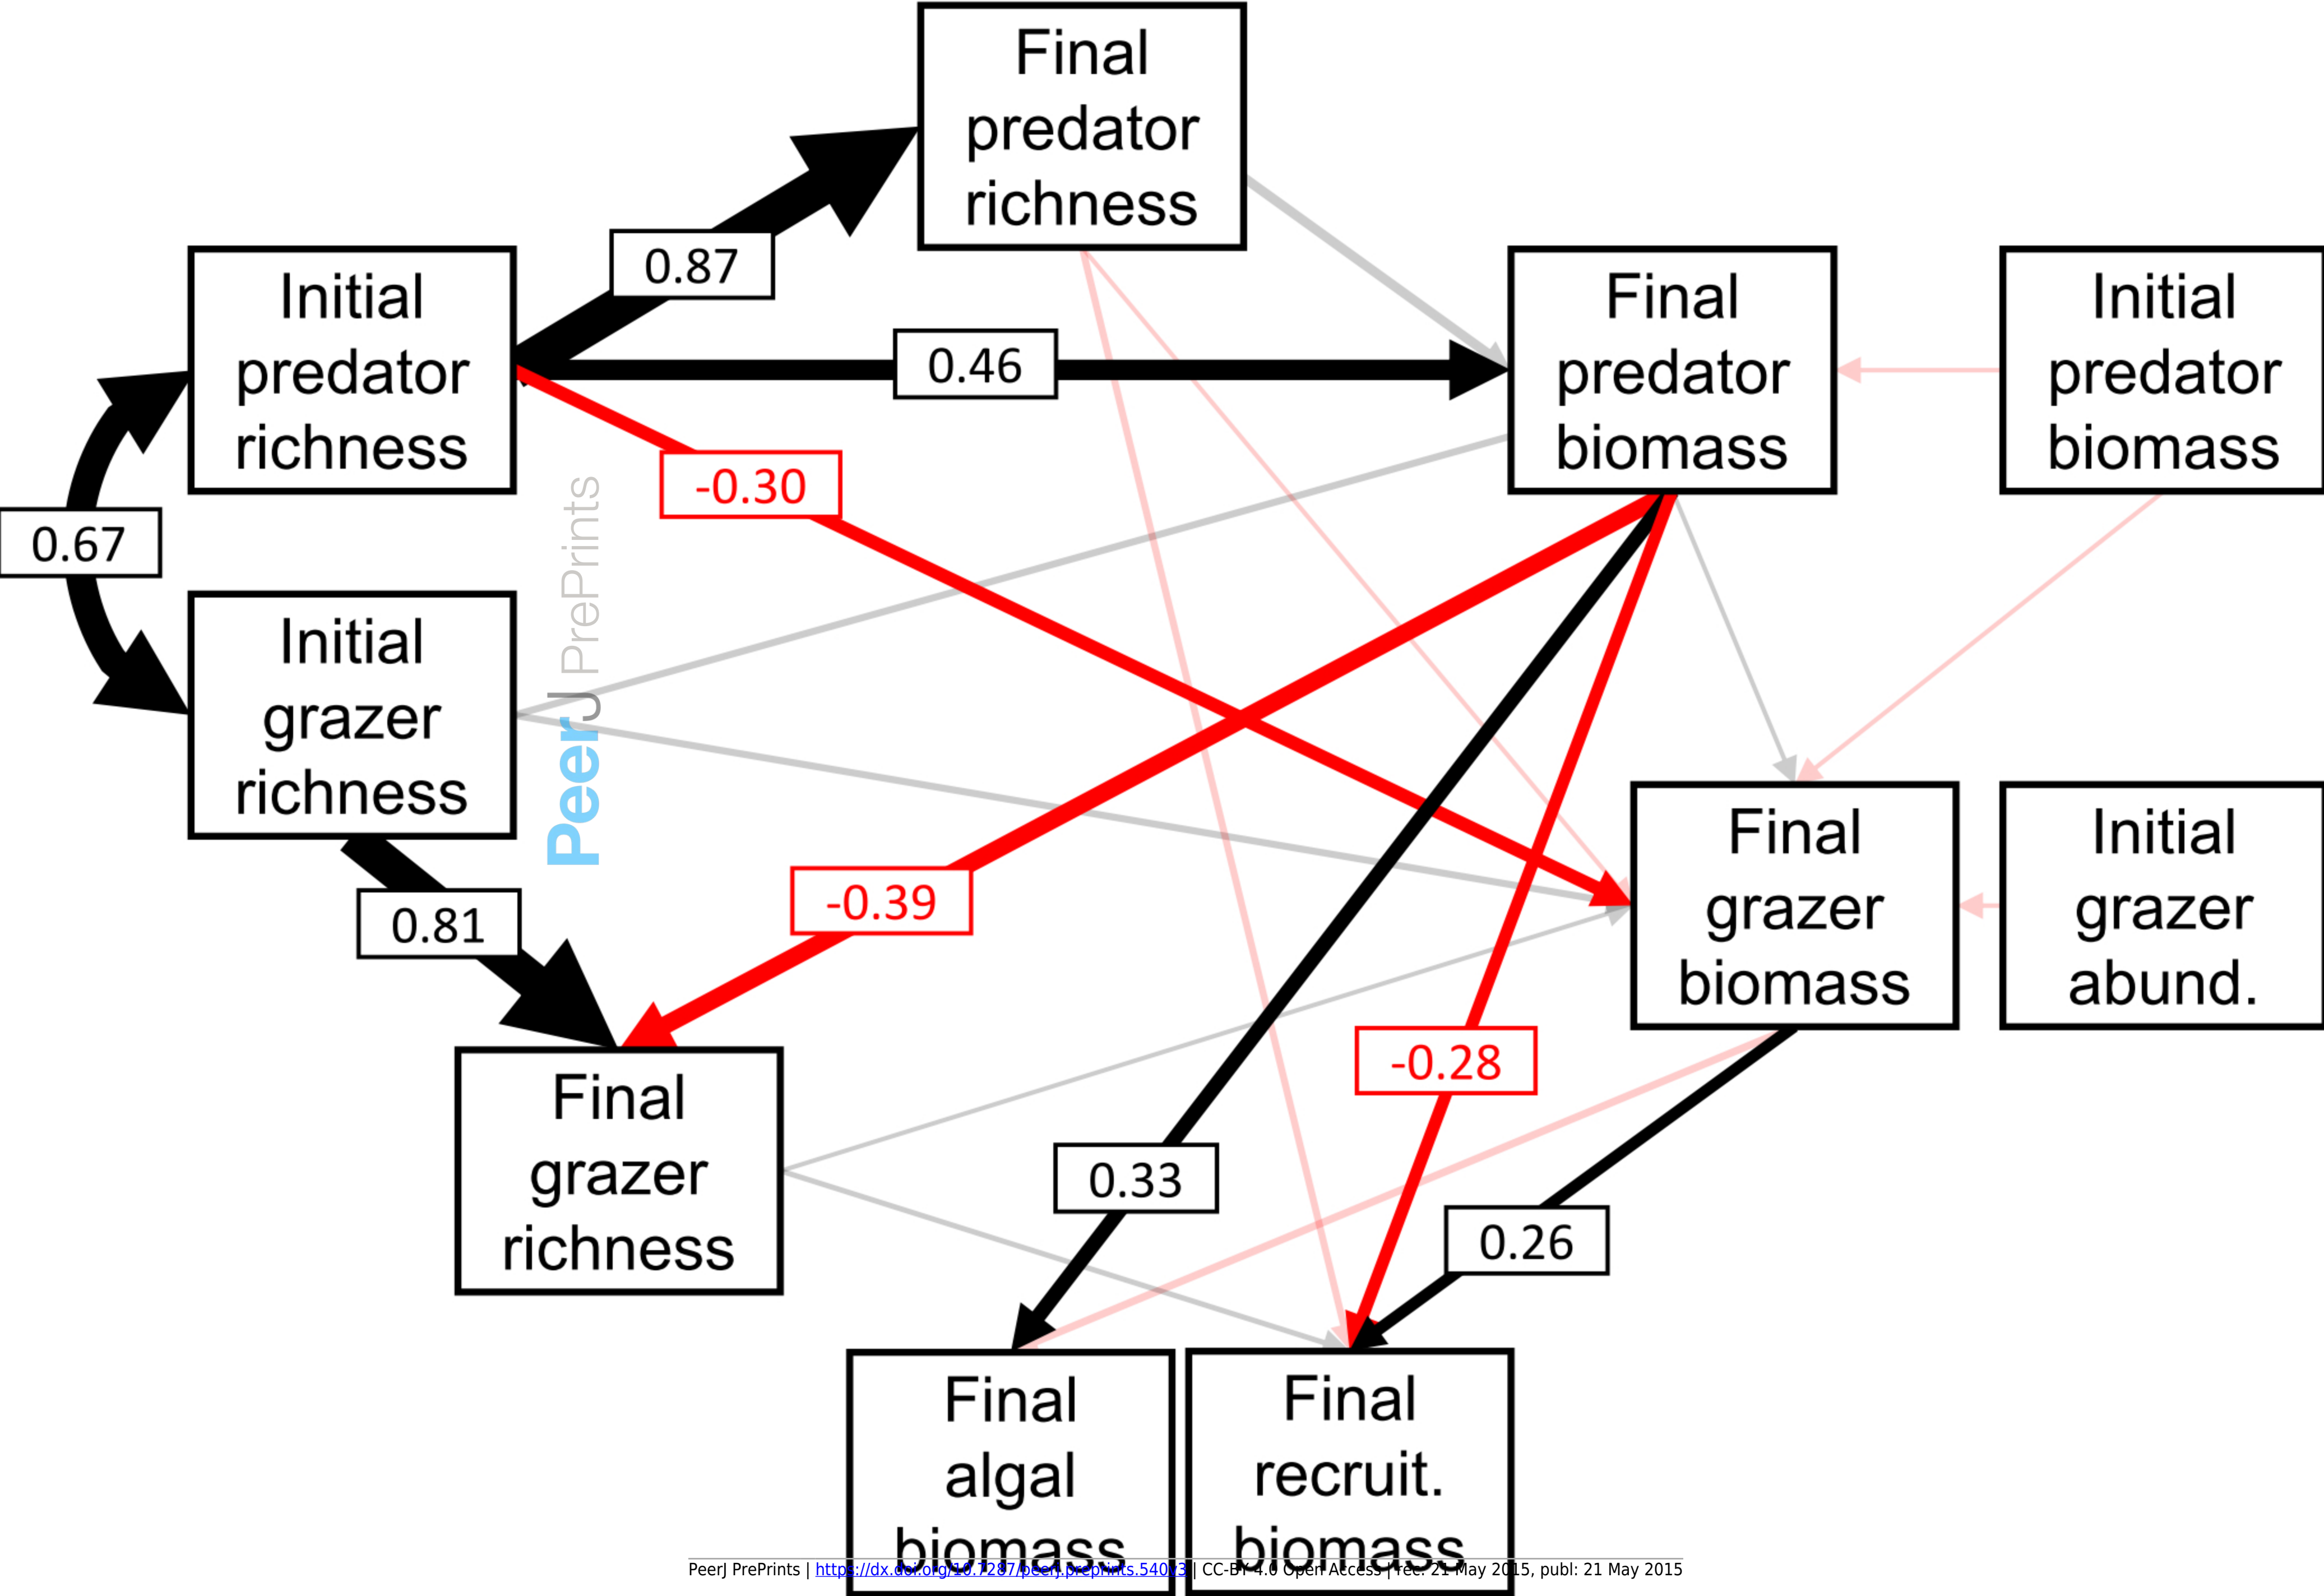 Final
predator
richness
0.87
Initial
predator
richness
0.46
Final
predator
biomass
Initial
predator
biomass
-0.30
0.67
PeerJ PrePrints
Initial
grazer
richness
0.81
-0.39
Final
grazer
biomass
Initial
grazer
abund.
-0.28
Final
grazer
richness
0.33
0.26
Final
algal
biomass
Final
recruit.
biomass
PeerJ PrePrints | https://dx.doi.org/10.7287/peerj.preprints.540v3 | CC-BY 4.0 Open Access | rec: 21 May 2015, publ: 21 May 2015